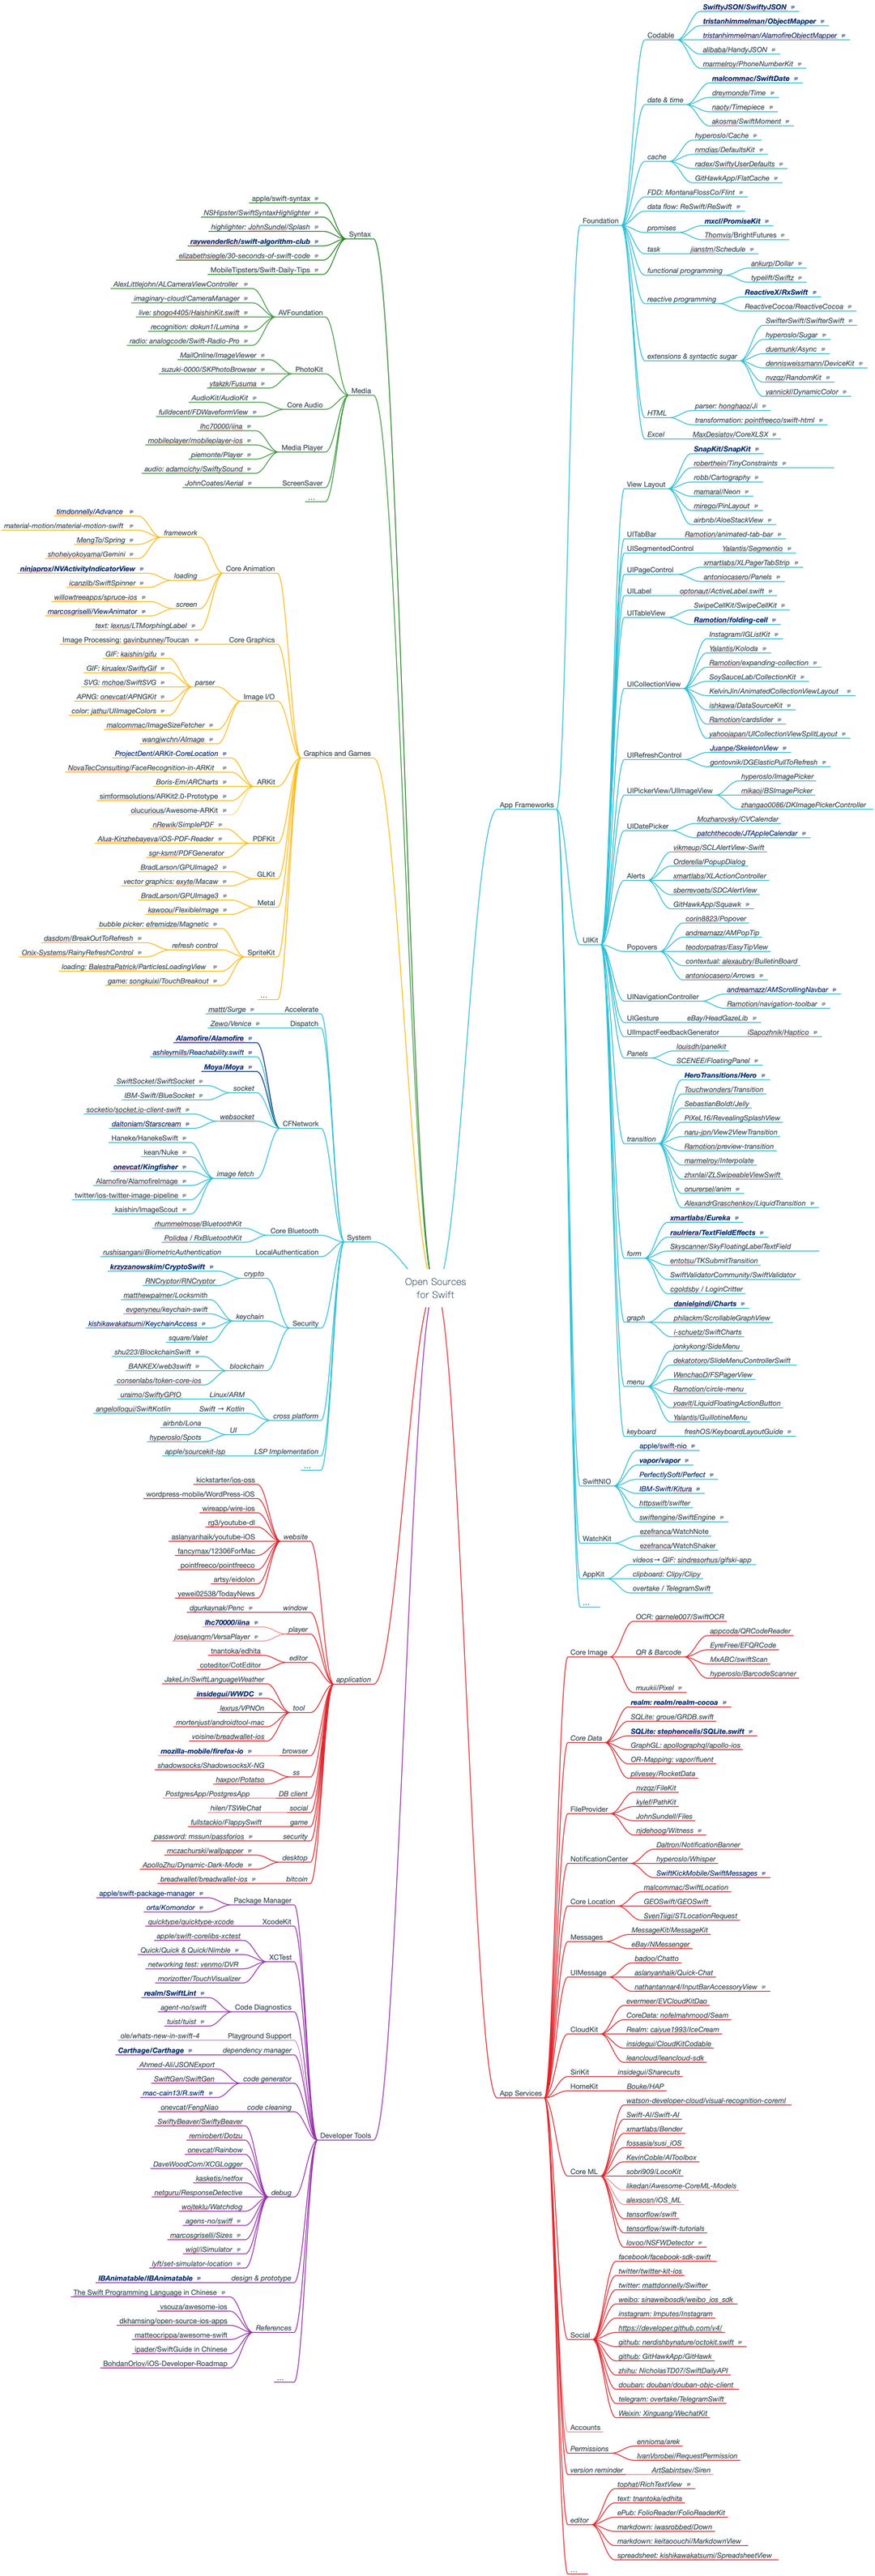 Open Sources
for Swift
Syntax
apple/swift-syntax
NSHipster/SwiftSyntaxHighlighter
highlighter: JohnSundel/Splash
raywenderlich/swift-algorithm-club
elizabethsiegle/30-seconds-of-swift-code
MobileTipsters/Swift-Daily-Tips
Media
AVFoundation
AlexLittlejohn/ALCameraViewController
imaginary-cloud/CameraManager
live: shogo4405/HaishinKit.swift
recognition: dokun1/Lumina
radio: analogcode/Swift-Radio-Pro
PhotoKit
MailOnline/ImageViewer
suzuki-0000/SKPhotoBrowser
ytakzk/Fusuma
Core Audio
AudioKit/AudioKit
fulldecent/FDWaveformView
Media Player
lhc70000/iina
mobileplayer/mobileplayer-ios
piemonte/Player
audio: adamcichy/SwiftySound
ScreenSaver
JohnCoates/Aerial
...
Graphics and Games
Core Animation
framework
timdonnelly/Advance
material-motion/material-motion-swift
MengTo/Spring
shoheiyokoyama/Gemini
loading
ninjaprox/NVActivityIndicatorView
icanzilb/SwiftSpinner
screen
willowtreeapps/spruce-ios
marcosgriselli/ViewAnimator
text: lexrus/LTMorphingLabel
Core Graphics
Image Processing: gavinbunney/Toucan
Image I/O
parser
GIF: kaishin/gifu
GIF: kirualex/SwiftyGif
SVG: mchoe/SwiftSVG
APNG: onevcat/APNGKit
color: jathu/UIImageColors
malcommac/ImageSizeFetcher
wangjwchn/AImage
ARKit
ProjectDent/ARKit-CoreLocation
NovaTecConsulting/FaceRecognition-in-ARKit
Boris-Em/ARCharts
simformsolutions/ARKit2.0-Prototype
olucurious/Awesome-ARKit
PDFKit
nRewik/SimplePDF
Alua-Kinzhebayeva/iOS-PDF-Reader
sgr-ksmt/PDFGenerator
GLKit
BradLarson/GPUImage2
vector graphics: exyte/Macaw
Metal
BradLarson/GPUImage3
kawoou/FlexibleImage
SpriteKit
bubble picker: efremidze/Magnetic
refresh control
dasdom/BreakOutToRefresh
Onix-Systems/RainyRefreshControl
loading: BalestraPatrick/ParticlesLoadingView
game: songkuixi/TouchBreakout
...
System
Accelerate
mattt/Surge
Dispatch
Zewo/Venice
CFNetwork
Alamofire/Alamofire
ashleymills/Reachability.swift
Moya/Moya
socket
SwiftSocket/SwiftSocket
IBM-Swift/BlueSocket
websocket
socketio/socket.io-client-swift
daltoniam/Starscream
image fetch
Haneke/HanekeSwift
kean/Nuke
onevcat/Kingfisher
Alamofire/AlamofireImage
twitter/ios-twitter-image-pipeline
kaishin/ImageScout
Core Bluetooth
rhummelmose/BluetoothKit
Polidea / RxBluetoothKit
LocalAuthentication
rushisangani/BiometricAuthentication
Security
crypto
krzyzanowskim/CryptoSwift
RNCryptor/RNCryptor
keychain
matthewpalmer/Locksmith
evgenyneu/keychain-swift
kishikawakatsumi/KeychainAccess
square/Valet
blockchain
shu223/BlockchainSwift
BANKEX/web3swift
consenlabs/token-core-ios
cross platform
Linux/ARM
uraimo/SwiftyGPIO
Swift → Kotlin
angelolloqui/SwiftKotlin
UI
airbnb/Lona
hyperoslo/Spots
LSP Implementation
apple/sourcekit-lsp
...
application
website
kickstarter/ios-oss
wordpress-mobile/WordPress-iOS
wireapp/wire-ios
rg3/youtube-dl
aslanyanhaik/youtube-iOS
fancymax/12306ForMac
pointfreeco/pointfreeco
artsy/eidolon
yewei02538/TodayNews
window
dgurkaynak/Penc
player
lhc70000/iina
josejuanqm/VersaPlayer
editor
tnantoka/edhita
coteditor/CotEditor
tool
JakeLin/SwiftLanguageWeather
insidegui/WWDC
lexrus/VPNOn
mortenjust/androidtool-mac
voisine/breadwallet-ios
browser
mozilla-mobile/firefox-io
ss
shadowsocks/ShadowsocksX-NG
haxpor/Potatso
DB client
PostgresApp/PostgresApp
social
hilen/TSWeChat
game
fullstackio/FlappySwift
security
password: mssun/passforios
desktop
mczachurski/wallpaper
ApolloZhu/Dynamic-Dark-Mode
bitcoin
breadwallet/breadwallet-ios
Developer Tools
Package Manager
apple/swift-package-manager
orta/Komondor
XcodeKit
quicktype/quicktype-xcode
XCTest
apple/swift-corelibs-xctest
Quick/Quick & Quick/Nimble
networking test: venmo/DVR
morizotter/TouchVisualizer
Code Diagnostics
realm/SwiftLint
agent-no/swift
tuist/tuist
Playground Support
ole/whats-new-in-swift-4
dependency manager
Carthage/Carthage
code generator
Ahmed-Ali/JSONExport
SwiftGen/SwiftGen
mac-cain13/R.swift
code cleaning
onevcat/FengNiao
debug
SwiftyBeaver/SwiftyBeaver
remirobert/Dotzu
onevcat/Rainbow
DaveWoodCom/XCGLogger
kasketis/netfox
netguru/ResponseDetective
wojteklu/Watchdog
agens-no/swiff
marcosgriselli/Sizes
wigl/iSimulator
lyft/set-simulator-location
design & prototype
IBAnimatable/IBAnimatable
References
The Swift Programming Language in Chinese
vsouza/awesome-ios
dkhamsing/open-source-ios-apps
matteocrippa/awesome-swift
ipader/SwiftGuide in Chinese
BohdanOrlov/iOS-Developer-Roadmap
...
App Frameworks
Foundation
Codable
SwiftyJSON/SwiftyJSON
tristanhimmelman/ObjectMapper
tristanhimmelman/AlamofireObjectMapper
alibaba/HandyJSON
marmelroy/PhoneNumberKit
date & time
malcommac/SwiftDate
dreymonde/Time
naoty/Timepiece
akosma/SwiftMoment
cache
hyperoslo/Cache
nmdias/DefaultsKit
radex/SwiftyUserDefaults
GitHawkApp/FlatCache
FDD: MontanaFlossCo/Flint
data flow: ReSwift/ReSwift
promises
mxcl/PromiseKit
Thomvis/BrightFutures
task
jianstm/Schedule
functional programming
ankurp/Dollar
typelift/Swiftz
reactive programming
ReactiveX/RxSwift
ReactiveCocoa/ReactiveCocoa
extensions & syntactic sugar
SwifterSwift/SwifterSwift
hyperoslo/Sugar
duemunk/Async
dennisweissmann/DeviceKit
nvzqz/RandomKit
yannickl/DynamicColor
HTML
parser: honghaoz/Ji
transformation: pointfreeco/swift-html
Excel
MaxDesiatov/CoreXLSX
UIKit
View Layout
SnapKit/SnapKit
roberthein/TinyConstraints
robb/Cartography
mamaral/Neon
mirego/PinLayout
airbnb/AloeStackView
UITabBar
Ramotion/animated-tab-bar
UISegmentedControl
Yalantis/Segmentio
UIPageControl
xmartlabs/XLPagerTabStrip
antoniocasero/Panels
UILabel
optonaut/ActiveLabel.swift
UITableView
SwipeCellKit/SwipeCellKit
Ramotion/folding-cell
UICollectionView
Instagram/IGListKit
Yalantis/Koloda
Ramotion/expanding-collection
SoySauceLab/CollectionKit
KelvinJin/AnimatedCollectionViewLayout
ishkawa/DataSourceKit
Ramotion/cardslider
yahoojapan/UICollectionViewSplitLayout
UIRefreshControl
Juanpe/SkeletonView
gontovnik/DGElasticPullToRefresh
UIPickerView/UIImageView
hyperoslo/ImagePicker
mikaoj/BSImagePicker
zhangao0086/DKImagePickerController
UIDatePicker
Mozharovsky/CVCalendar
patchthecode/JTAppleCalendar
Alerts
vikmeup/SCLAlertView-Swift
Orderella/PopupDialog
xmartlabs/XLActionController
sberrevoets/SDCAlertView
GitHawkApp/Squawk
Popovers
corin8823/Popover
andreamazz/AMPopTip
teodorpatras/EasyTipView
contextual: alexaubry/BulletinBoard
antoniocasero/Arrows
UINavigationController
andreamazz/AMScrollingNavbar
Ramotion/navigation-toolbar
UIGesture
eBay/HeadGazeLib
UIImpactFeedbackGenerator
iSapozhnik/Haptico
Panels
louisdh/panelkit
SCENEE/FloatingPanel
transition
HeroTransitions/Hero
Touchwonders/Transition
SebastianBoldt/Jelly
PiXeL16/RevealingSplashView
naru-jpn/View2ViewTransition
Ramotion/preview-transition
marmelroy/Interpolate
zhxnlai/ZLSwipeableViewSwift
onurersel/anim
AlexandrGraschenkov/LiquidTransition
form
xmartlabs/Eureka
raulriera/TextFieldEffects
Skyscanner/SkyFloatingLabelTextField
entotsu/TKSubmitTransition
SwiftValidatorCommunity/SwiftValidator
cgoldsby / LoginCritter
graph
danielgindi/Charts
philackm/ScrollableGraphView
i-schuetz/SwiftCharts
menu
jonkykong/SideMenu
dekatotoro/SlideMenuControllerSwift
WenchaoD/FSPagerView
Ramotion/circle-menu
yoavlt/LiquidFloatingActionButton
Yalantis/GuillotineMenu
keyboard
freshOS/KeyboardLayoutGuide
SwiftNIO
apple/swift-nio
vapor/vapor
PerfectlySoft/Perfect
IBM-Swift/Kitura
httpswift/swifter
swiftengine/SwiftEngine
WatchKit
ezefranca/WatchNote
ezefranca/WatchShaker
AppKit
videos→ GIF: sindresorhus/gifski-app
clipboard: Clipy/Clipy
overtake / TelegramSwift
...
App Services
Core Image
OCR: garnele007/SwiftOCR
QR & Barcode
appcoda/QRCodeReader
EyreFree/EFQRCode
MxABC/swiftScan
hyperoslo/BarcodeScanner
muukii/Pixel
Core Data
realm: realm/realm-cocoa
SQLite: groue/GRDB.swift
SQLite: stephencelis/SQLite.swift
GraphGL: apollographql/apollo-ios
OR-Mapping: vapor/fluent
plivesey/RocketData
FileProvider
nvzqz/FileKit
kylef/PathKit
JohnSundell/Files
njdehoog/Witness
NotificationCenter
Daltron/NotificationBanner
hyperoslo/Whisper
SwiftKickMobile/SwiftMessages
Core Location
malcommac/SwiftLocation
GEOSwift/GEOSwift
SvenTiigi/STLocationRequest
Messages
MessageKit/MessageKit
eBay/NMessenger
UIMessage
badoo/Chatto
aslanyanhaik/Quick-Chat
nathantannar4/InputBarAccessoryView
CloudKit
evermeer/EVCloudKitDao
CoreData: nofelmahmood/Seam
Realm: caiyue1993/IceCream
insidegui/CloudKitCodable
leancloud/leancloud-sdk
SiriKit
insidegui/Sharecuts
HomeKit
Bouke/HAP
Core ML
watson-developer-cloud/visual-recognition-coreml
Swift-AI/Swift-AI
xmartlabs/Bender
fossasia/susi_iOS
KevinCoble/AIToolbox
sobri909/LocoKit
likedan/Awesome-CoreML-Models
alexsosn/iOS_ML
tensorflow/swift
tensorflow/swift-tutorials
lovoo/NSFWDetector
Social
facebook/facebook-sdk-swift
twitter/twitter-kit-ios
twitter: mattdonnelly/Swifter
weibo: sinaweibosdk/weibo_ios_sdk
instagram: Imputes/Instagram
https://developer.github.com/v4/
github: nerdishbynature/octokit.swift
github: GitHawkApp/GitHawk
zhihu: NicholasTD07/SwiftDailyAPI
douban: douban/douban-objc-client
telegram: overtake/TelegramSwift
Weixin: Xinguang/WechatKit
Accounts
Permissions
ennioma/arek
IvanVorobei/RequestPermission
version reminder
ArtSabintsev/Siren
editor
tophat/RichTextView
text: tnantoka/edhita
ePub: FolioReader/FolioReaderKit
markdown: iwasrobbed/Down
markdown: keitaoouchi/MarkdownView
spreadsheet: kishikawakatsumi/SpreadsheetView
...